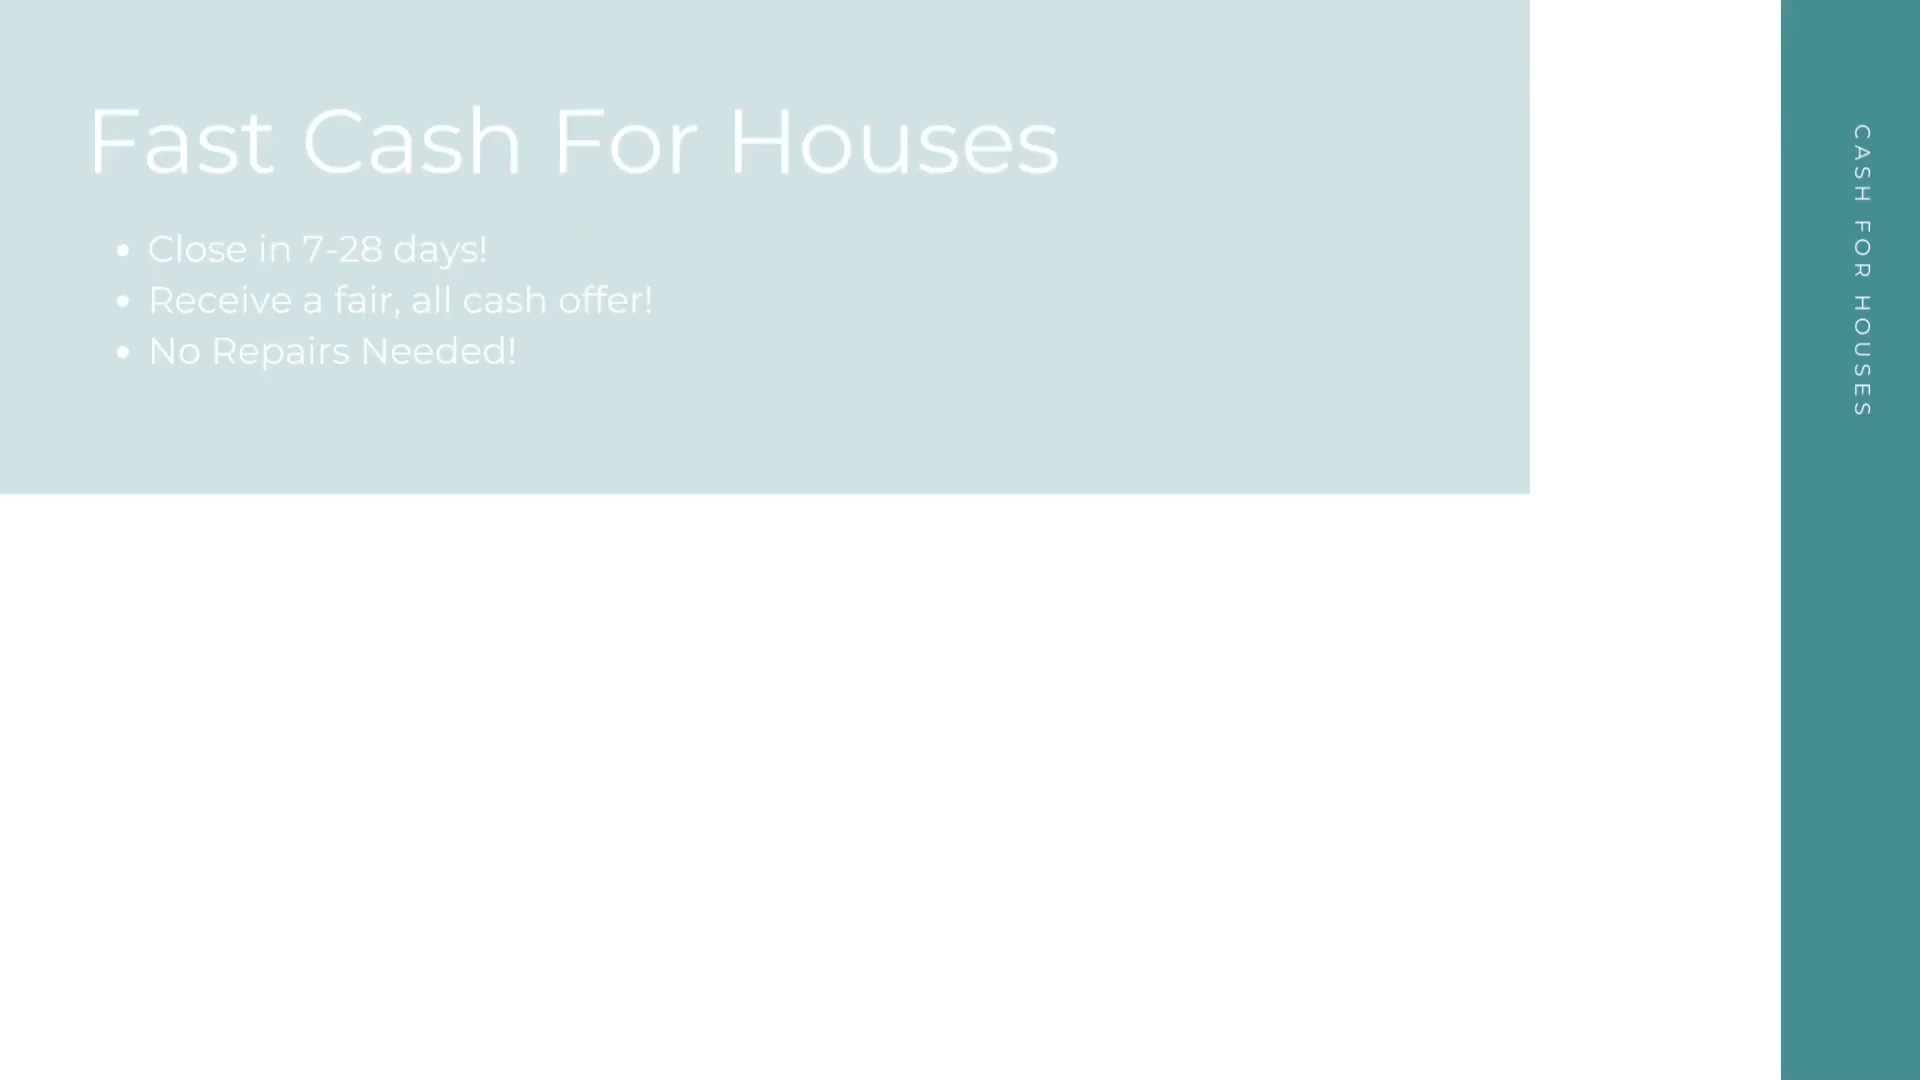 Fast Cash For Houses
• Close in 7-28 days!
• Receive a fair, all cash offer!
• No Repairs Needed!
CASH FOR HOUSES